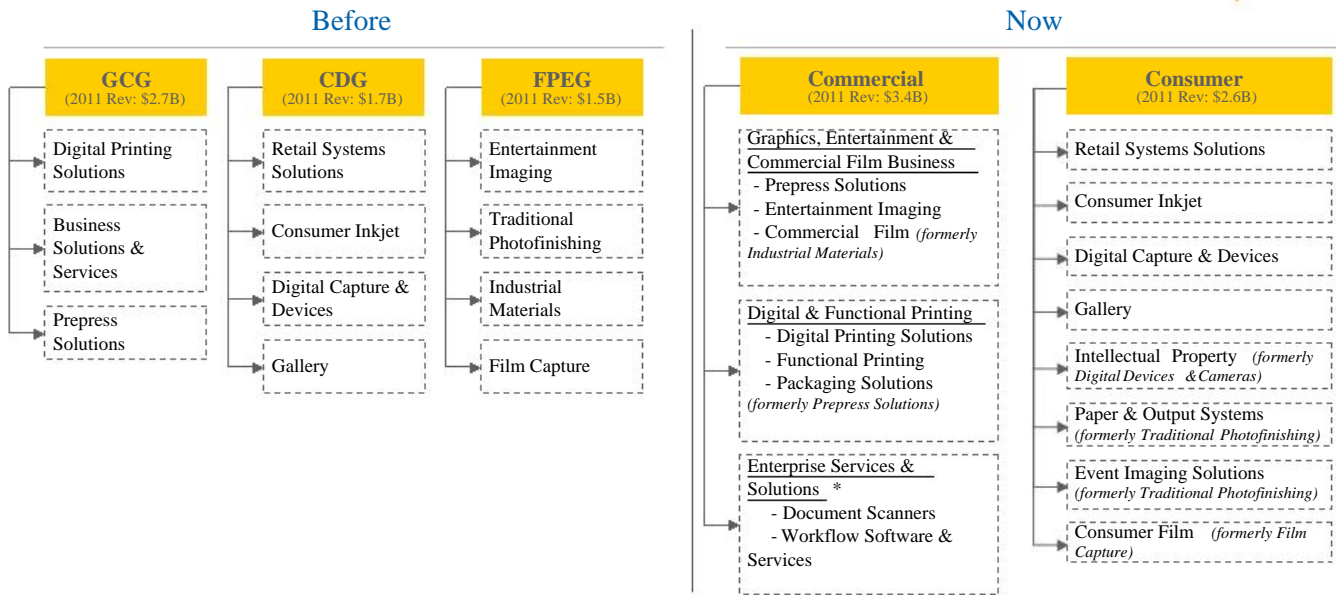 Before
GCG
(2011 Rev: $2.7B)
Digital Printing
Solutions
Business
Solutions &
Services
Prepress
Solutions
CDG
(2011 Rev: $1.7B)
Retail Systems
Solutions
Consumer Inkjet
Digital Capture &
Devices
Gallery
FPEG
(2011 Rev: $1.5B)
Entertainment
Imaging
Traditional
Photofinishing
Industrial
Materials
Film Capture
Now
Commercial
(2011 Rev: $3.4B)
Graphics, Entertainment &
Commercial Film Business
- Prepress Solutions
- Entertainment Imaging
- Commercial Film (formerly
Industrial Materials)
Digital & Functional Printing
- Digital Printing Solutions
- Functional Printing
- Packaging Solutions
(formerly Prepress Solutions)
Enterprise Services &
Solutions *
- Document Scanners
- Workflow Software &
Services
Consumer
(2011 Rev: $2.6B)
Retail Systems Solutions
Consumer Inkjet
Digital Capture & Devices
Gallery
Intellectual Property (formerly
Digital Devices &Cameras)
Paper & Output Systems
(formerly Traditional Photofinishing)
Event Imaging Solutions
(formerly Traditional Photofinishing)
Consumer Film (formerly Film
Capture)